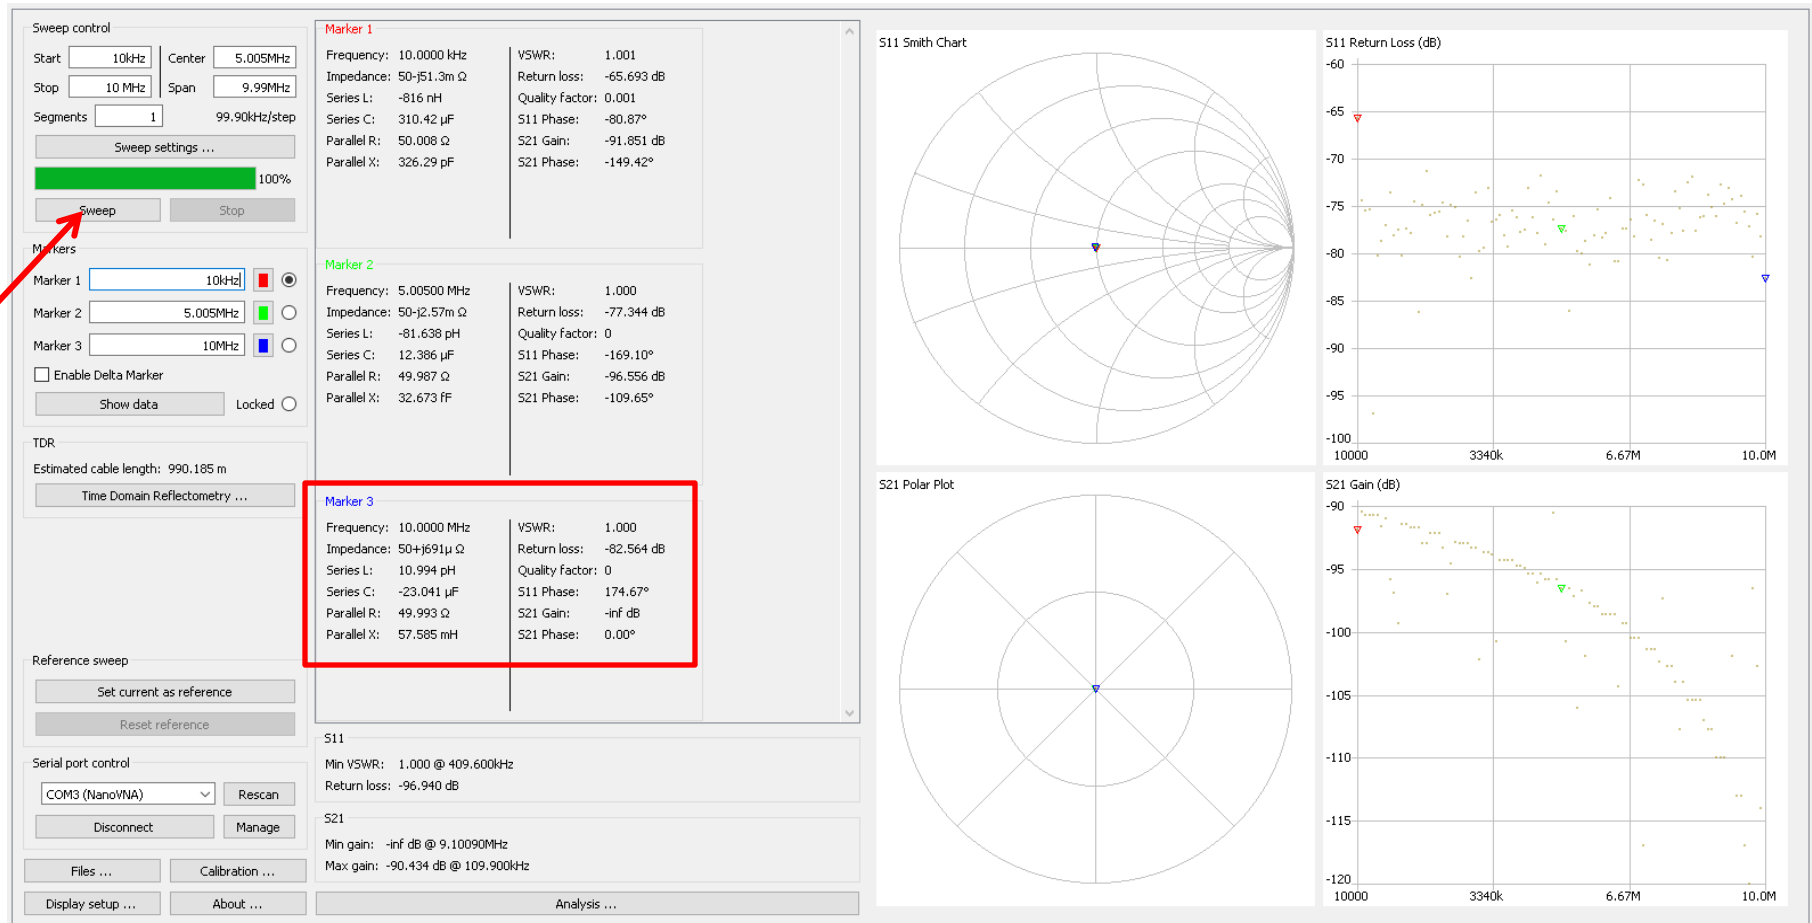 Sweep control
Start 10kHz Center 5.005MHz
Stop 10 MHz Span 9.99MHz
Segments 1 99.90kHz/step
Sweep settings ...
100%
Sweep Stop
Markers
Marker 1 10kHz
Marker 2 5.005MHz
Marker 3 10MHz
Enable Delta Marker
Show data Locked
TDR
Estimated cable length: 990.185 m
Time Domain Reflectometry ...
Reference sweep
Set current as reference
Reset reference
Serial port control
COM3 (NanoVNA) Rescan
Disconnect Manage
Files ... Calibration ...
Display setup ... About ...
Marker 1
Frequency: 10.0000 kHz VSWR: 1.001
Impedance: 50-j51.3m Ω Return loss: -65.693 dB
Series L: -816 nH Quality factor: 0.001
Series C: 310.42 µF S11 Phase: -80.87°
Parallel R: 50.008 Ω S21 Gain: -91.851 dB
Parallel X: 326.29 pF S21 Phase: -149.42°
Marker 2
Frequency: 5.00500 MHz VSWR: 1.000
Impedance: 50-j2.57m Ω Return loss: -77.344 dB
Series L: -81.638 pH Quality factor: 0
Series C: 12.386 µF S11 Phase: -169.10°
Parallel R: 49.987 Ω S21 Gain: -96.556 dB
Parallel X: 32.673 fF S21 Phase: -109.65°
Marker 3
Frequency: 10.0000 MHz VSWR: 1.000
Impedance: 50+j691µ Ω Return loss: -82.564 dB
Series L: 10.994 pH Quality factor: 0
Series C: -23.041 µF S11 Phase: 174.67°
Parallel R: 49.993 Ω S21 Gain: -inf dB
Parallel X: 57.585 mH S21 Phase: 0.00°
S11
Min VSWR: 1.000 @ 409.600kHz
Return loss: -96.940 dB
S21
Min gain: -inf dB @ 9.10090MHz
Max gain: -90.434 dB @ 109.900kHz
Analysis ...
S11 Smith Chart
S11 Return Loss (dB)
-60
-65
-70
-75
-80
-85
-90
-95
-100
10000 3340k 6.67M 10.0M
S21 Polar Plot
S21 Gain (dB)
-90
-95
-100
-105
-110
-115
-120
10000 3340k 6.67M 10.0M